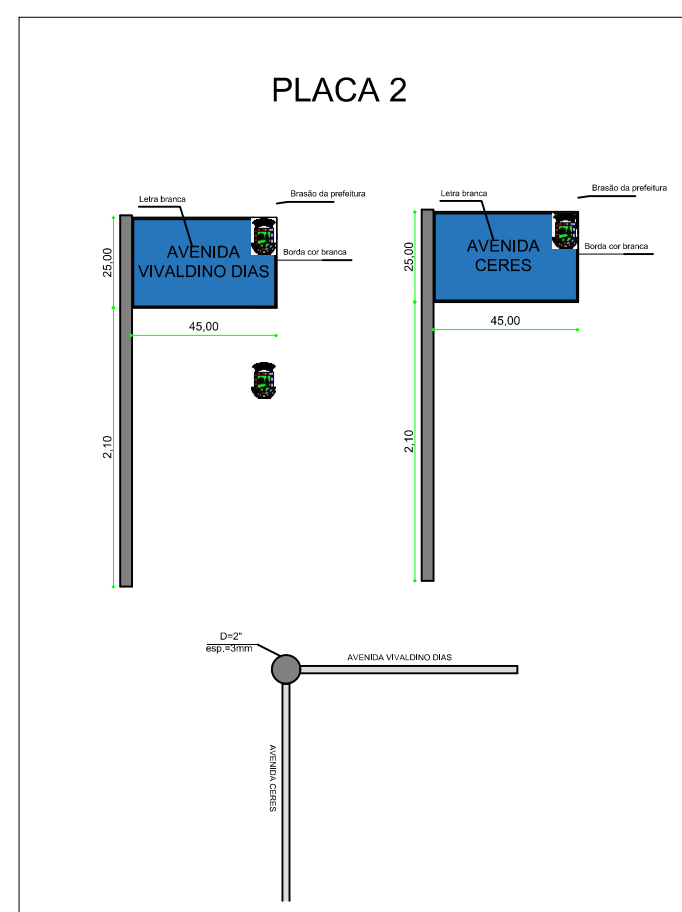 PLACA 2
Letra branca
Brasão da prefeitura
AVENIDA
VIVALDINO DIAS
Borda cor branca
25,00
45,00
2,10
Letra branca
Brasão da prefeitura
AVENIDA
CERES
Borda cor branca
25,00
45,00
2,10
D=2"
esp.=3mm
AVENIDA VIVALDINO DIAS
AVENIDA CERES